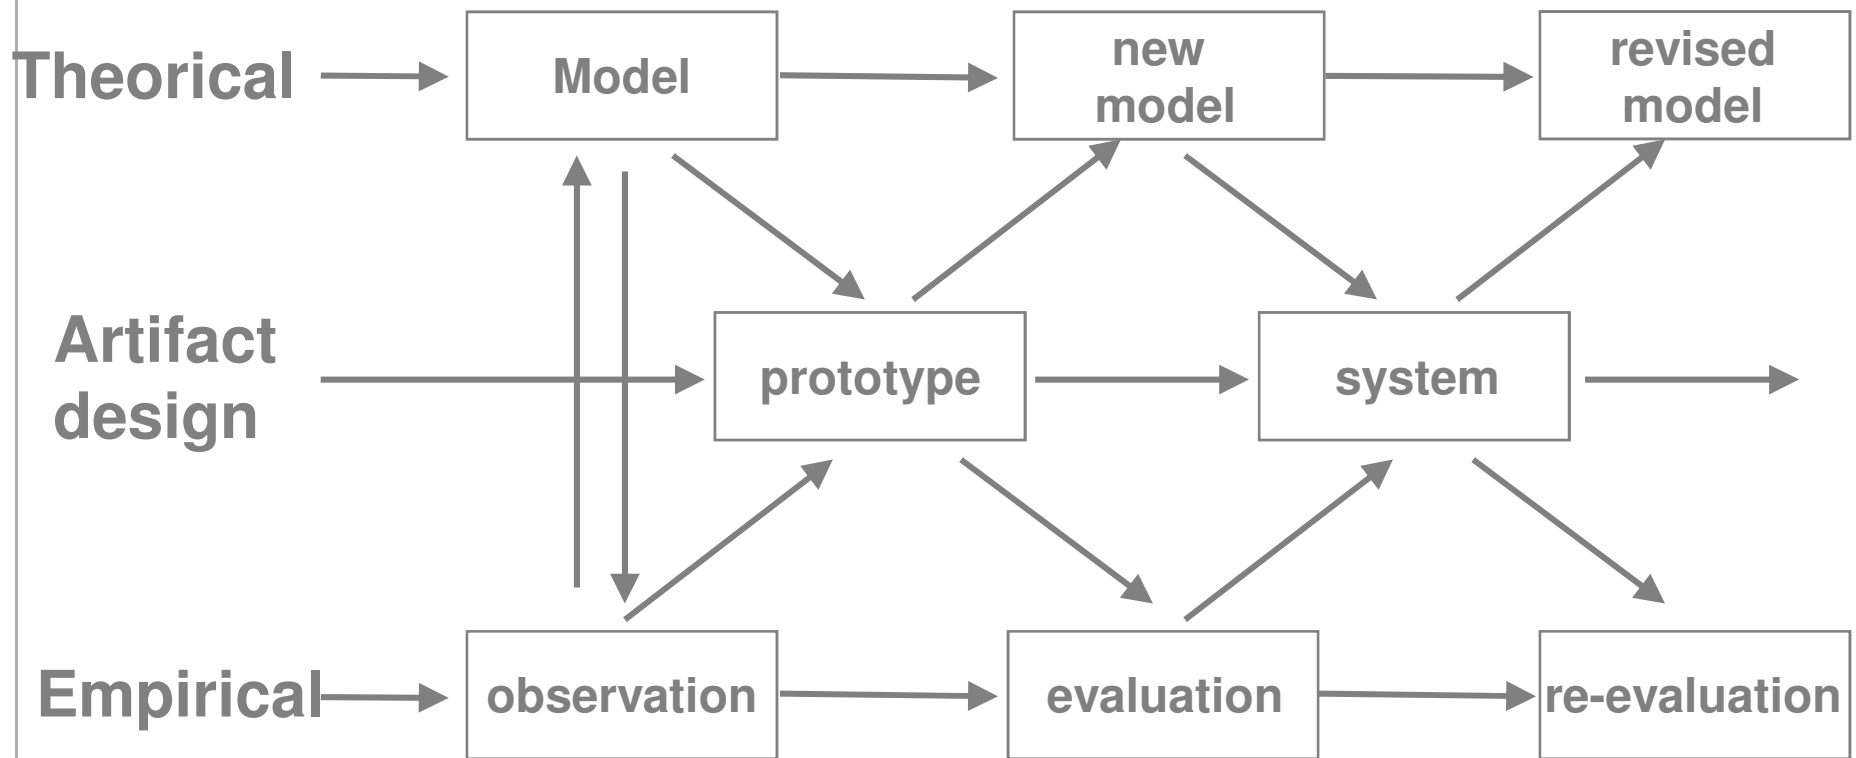 Theorical
Model
new
model
revised
model
Artifact
design
prototype
system
Empirical
observation
evaluation
re-evaluation